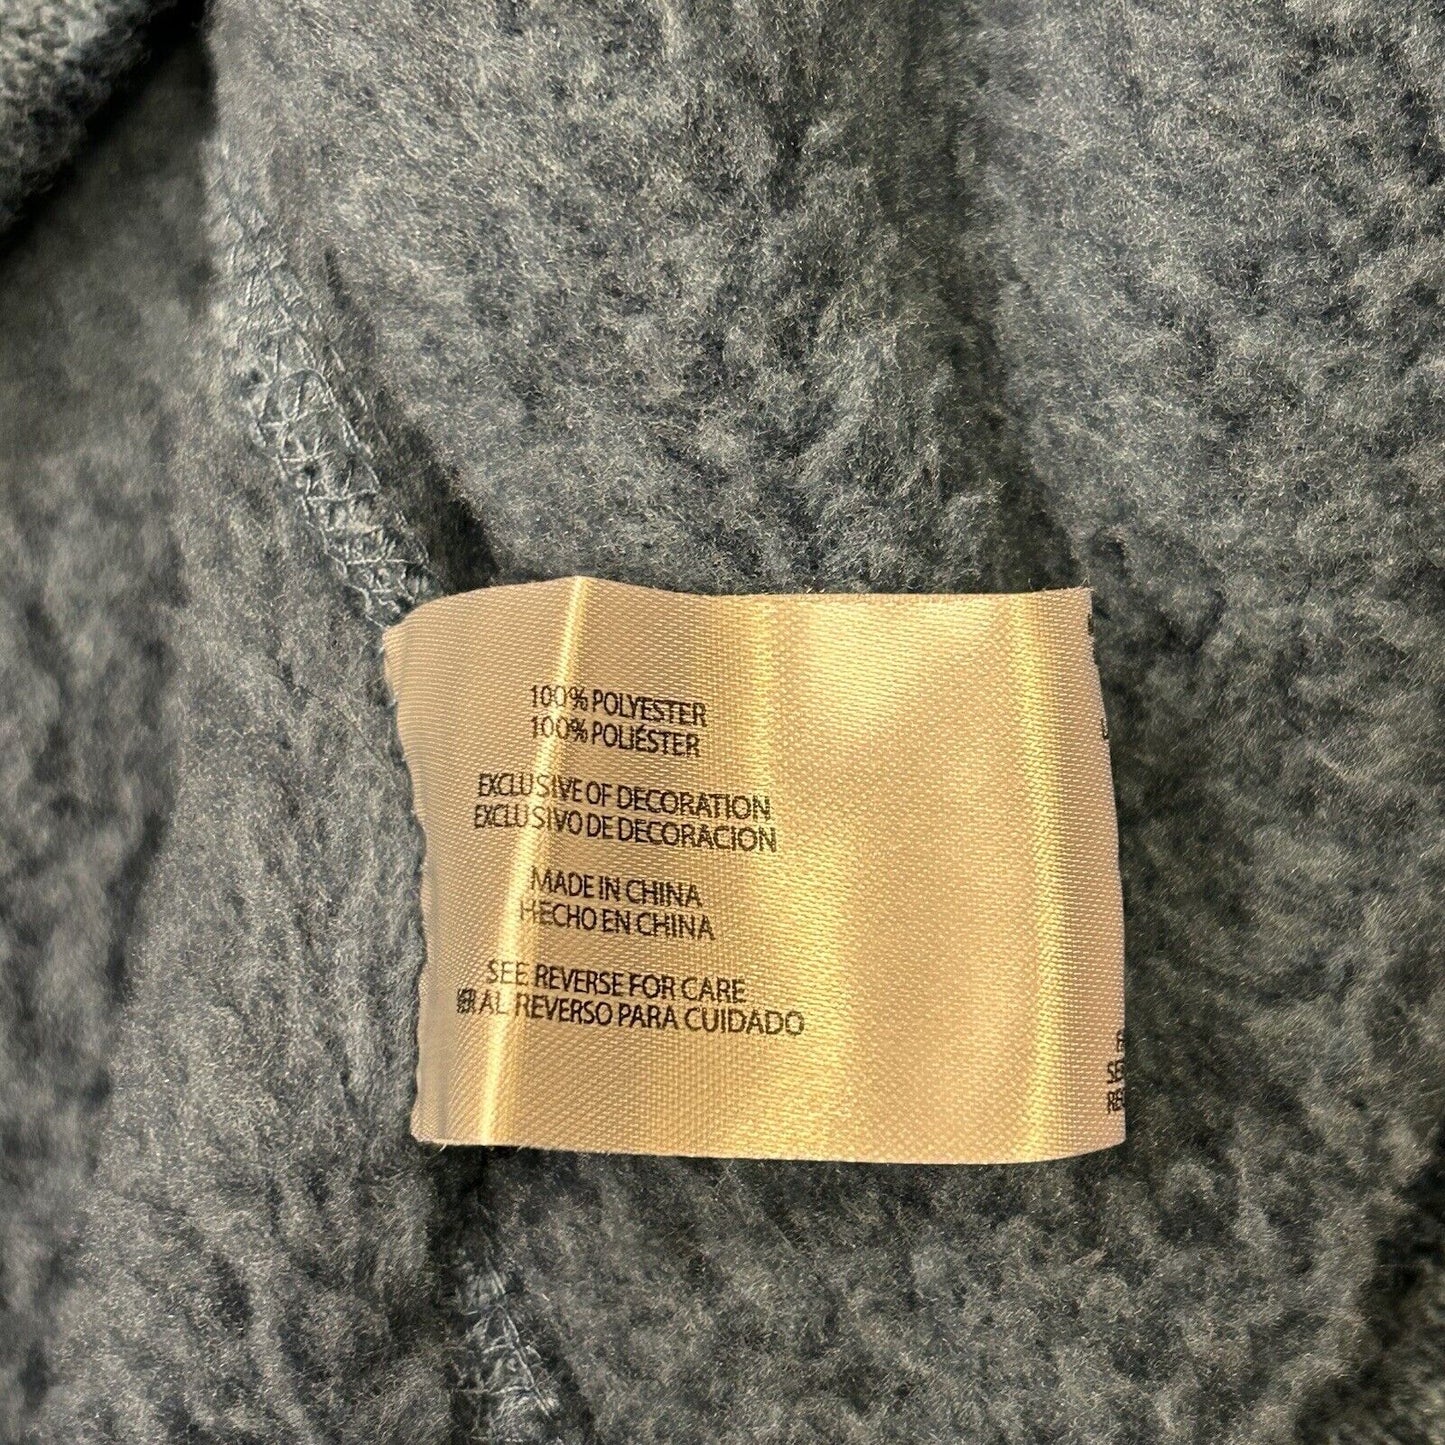 100% POLYESTER
100% POLIÉSTER
EXCLUSIVE OF DECORATION
EXCLUSIVO DE DECORACION
MADE IN CHINA
HECHO EN CHINA
SEE REVERSE FOR CARE
VER AL REVERSO PARA CUIDADO